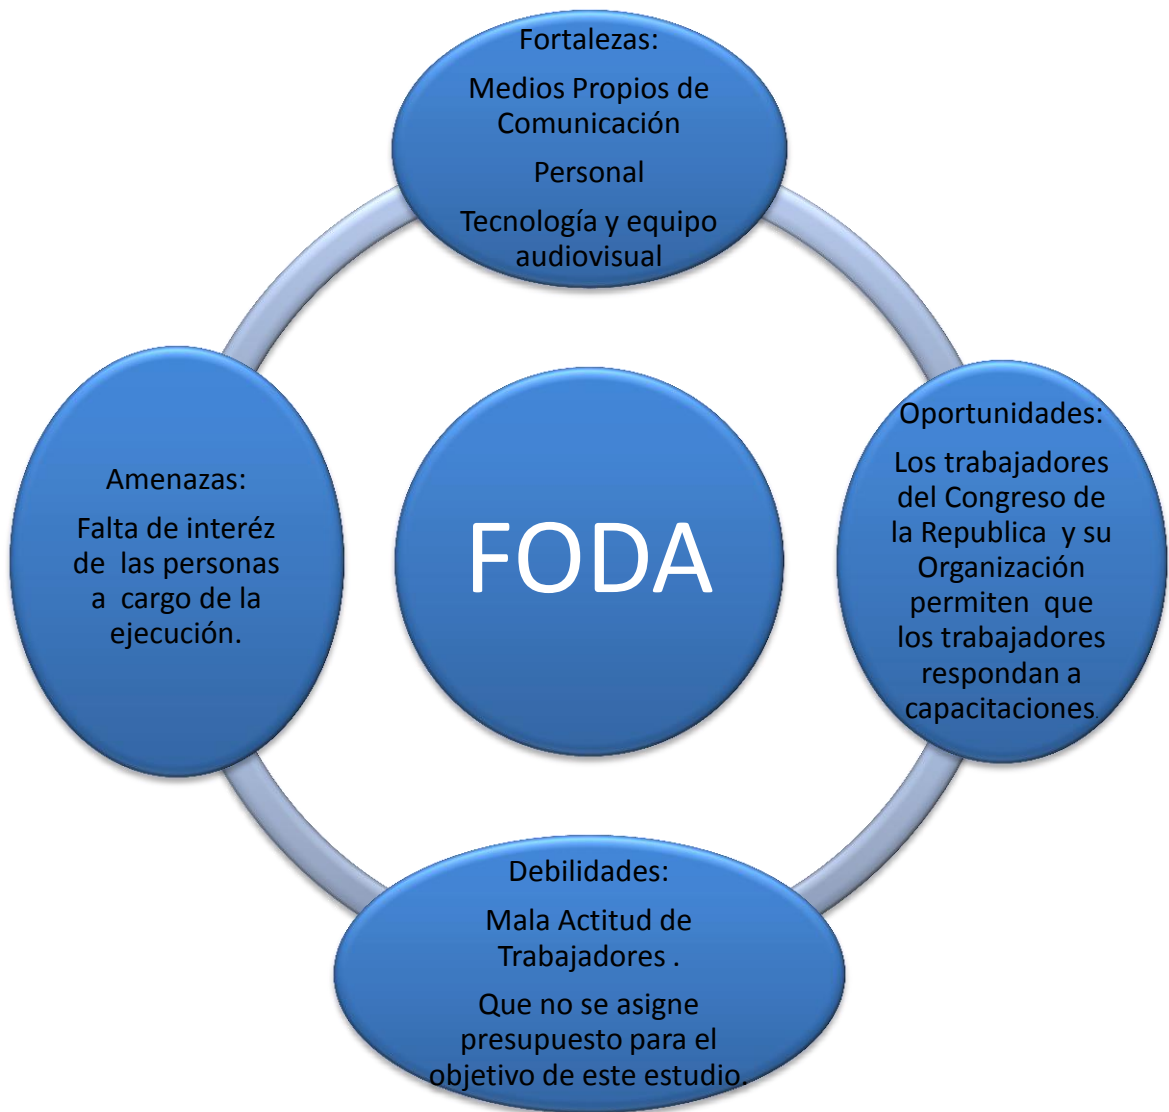 Fortalezas:
Medios Propios de
Comunicación
Personal
Tecnología y equipo
audiovisual
Amenazas:
Falta de interéz
de las personas
a cargo de la
ejecución.
FODA
Oportunidades:
Los trabajadores
del Congreso de
la Republica y su
Organización
permiten que
los trabajadores
respondan a
capacitaciones.
Debilidades:
Mala Actitud de
Trabajadores .
Que no se asigne
presupuesto para el
objetivo de este estudio.